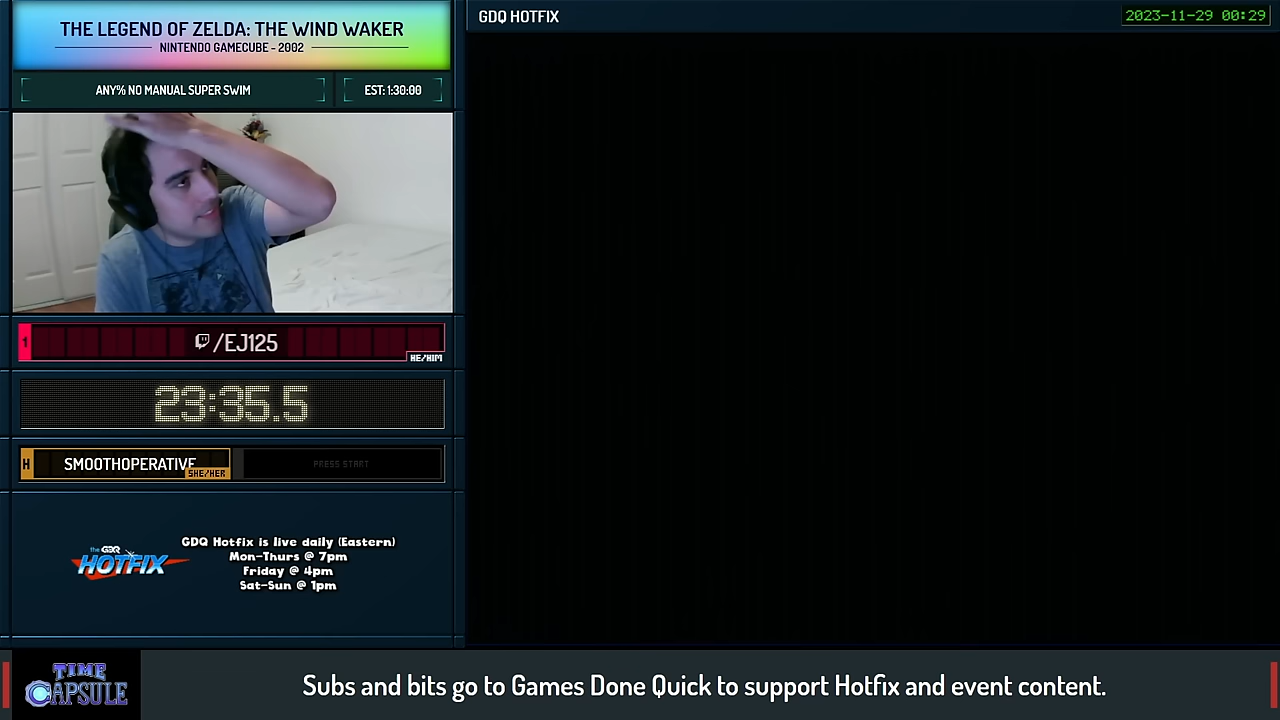 THE LEGEND OF ZELDA: THE WIND WAKER
NINTENDO GAMECUBE - 2002
ANY% NO MANUAL SUPER SWIM
EST: 1:30:00
GDQ HOTFIX
2023-11-29 00:29
1
/EJ125
HE/HIM
23:35.5
H
SMOOTHOPERATIVE
SHE/HER
PRESS START
the GDQ
HOTFIX
GDQ Hotfix is live daily (Eastern)
Mon-Thurs @ 7pm
Friday @ 4pm
Sat-Sun @ 1pm
TIME
CAPSULE
Subs and bits go to Games Done Quick to support Hotfix and event content.